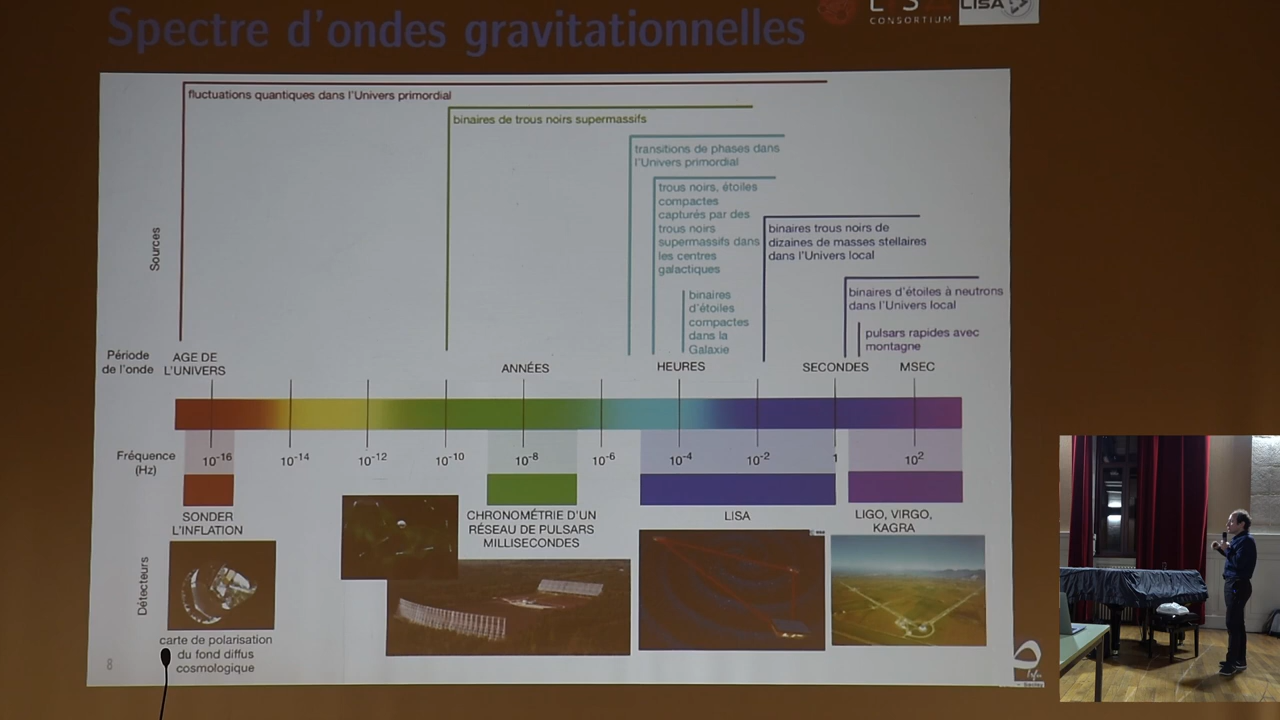 Spectre d'ondes gravitationnelles
CONSORTIUM
LISA
fluctuations quantiques dans l'Univers primordial
binaires de trous noirs supermassifs
transitions de phases dans
l'Univers primordial
trous noirs, étoiles
compactes
capturés par des
trous noirs
supermassifs dans
les centres
galactiques
binaires trous noirs de
dizaines de masses stellaires
dans l'Univers local
binaires d'étoiles à neutrons
dans l'Univers local
binaires
d'étoiles
compactes
dans la
Galaxie
pulsars rapides avec
montagne
Sources
Période
de l'onde
AGE DE
L'UNIVERS
ANNÉES
HEURES
SECONDES
MSEC
Fréquence
(Hz)
10⁻¹⁶
10⁻¹⁴
10⁻¹²
10⁻¹⁰
10⁻⁸
10⁻⁶
10⁻⁴
10⁻²
1
10²
SONDER
L'INFLATION
CHRONOMÉTRIE D'UN
RÉSEAU DE PULSARS
MILLISECONDES
LISA
LIGO, VIRGO,
KAGRA
Détecteurs
carte de polarisation
du fond diffus
cosmologique
8